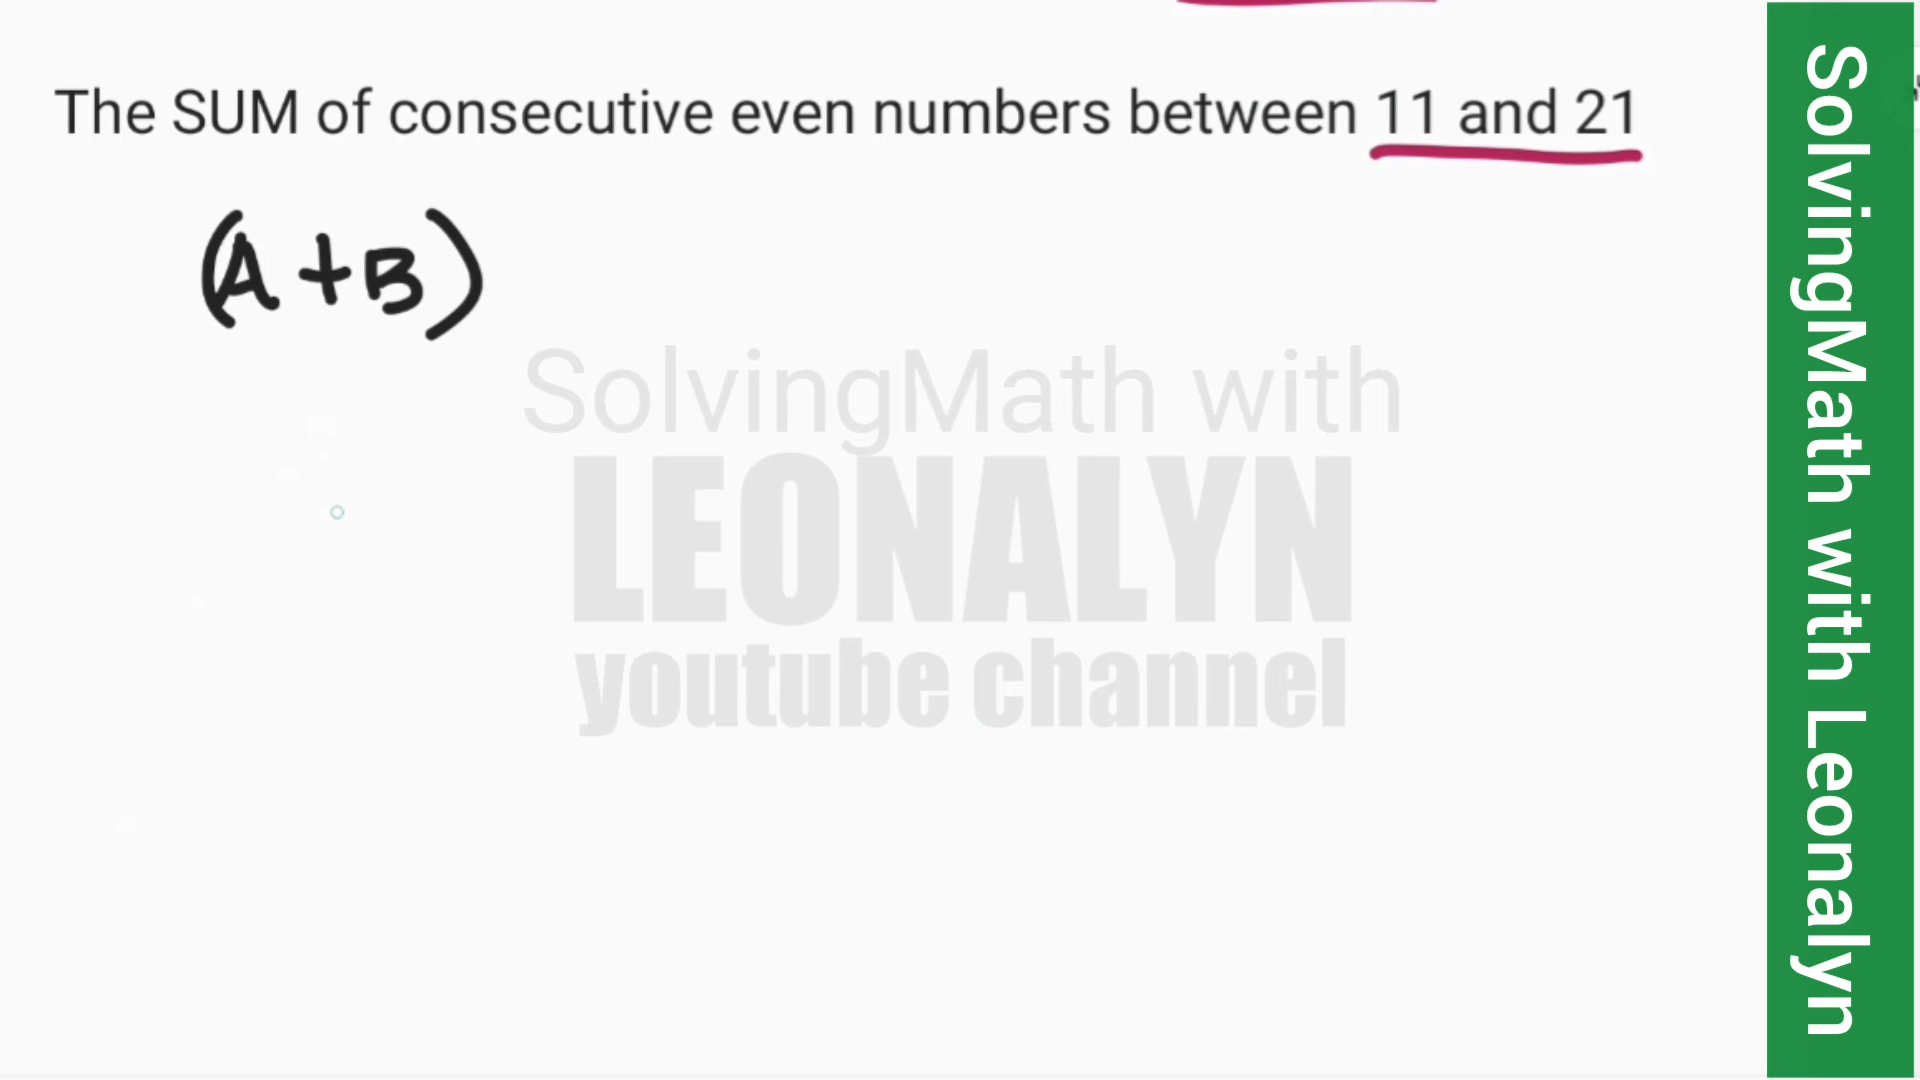 The SUM of consecutive even numbers between 11 and 21
(A+B)
SolvingMath with
LEONALYN
youtube channel
SolvingMath with Leonalyn